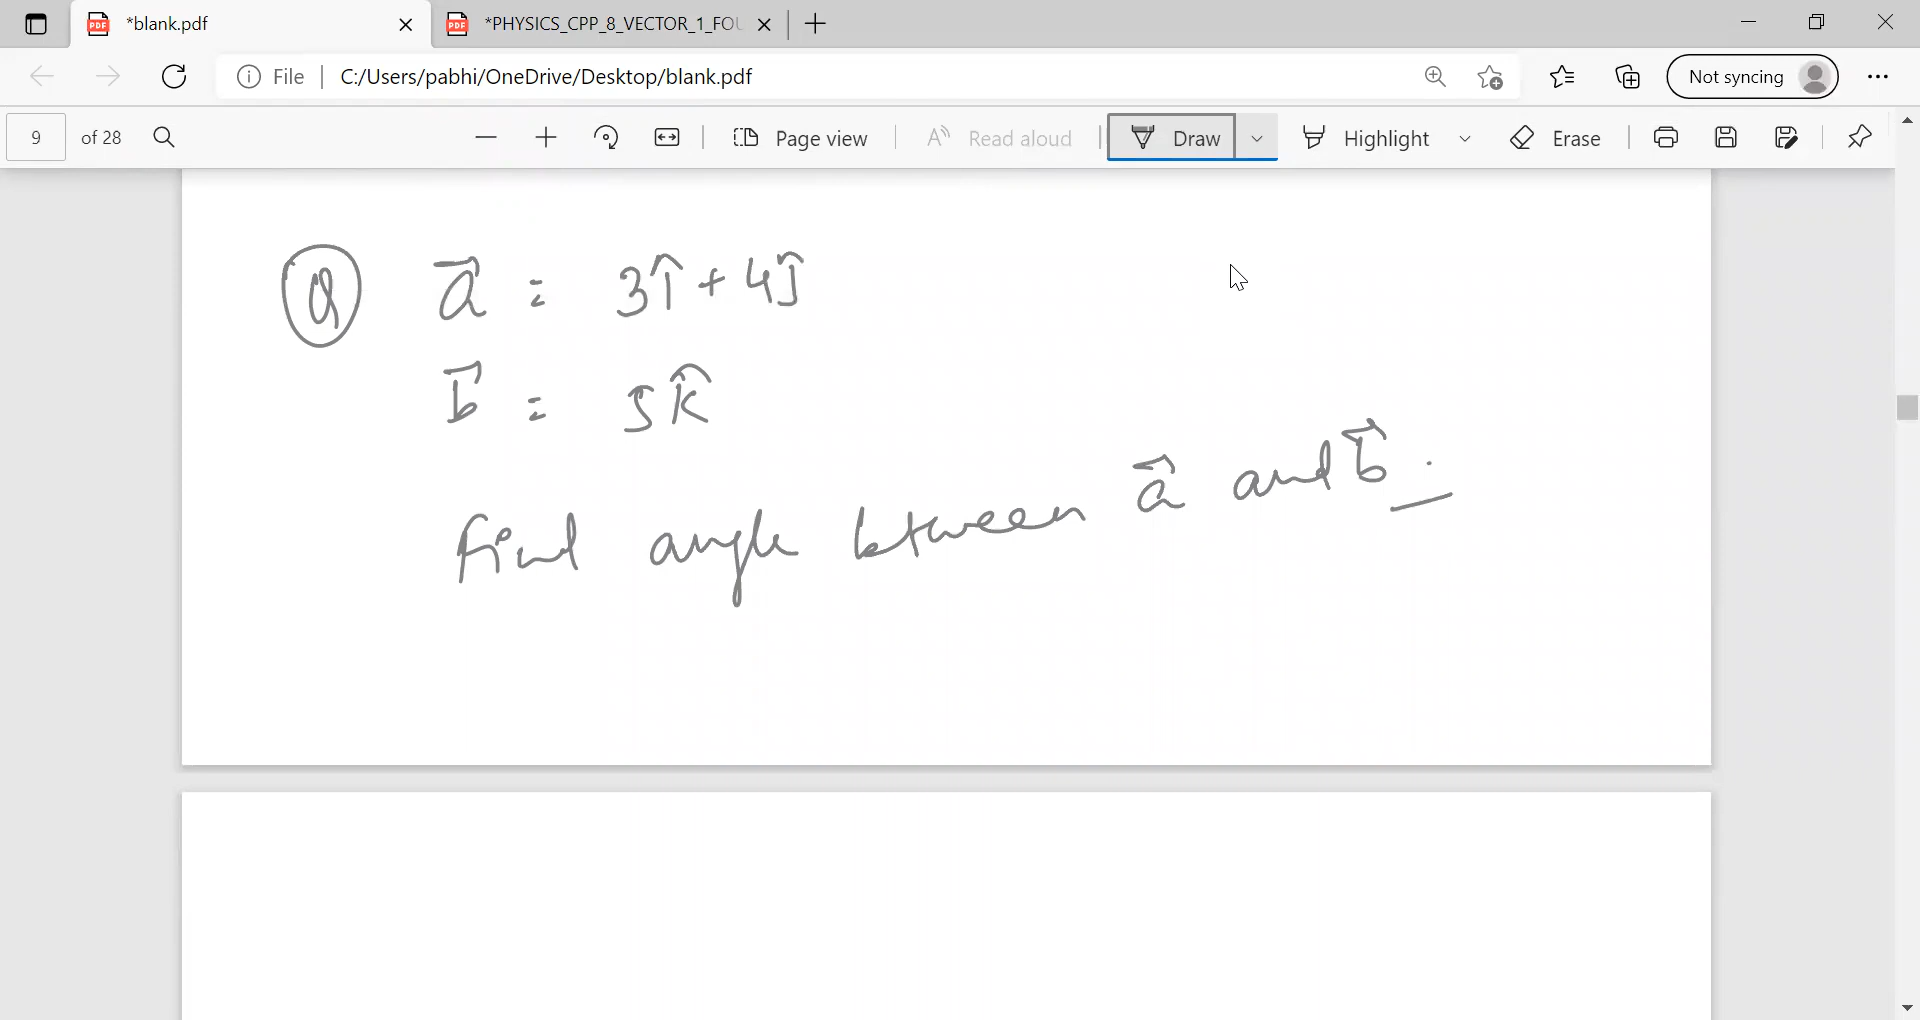 *blank.pdf
*PHYSICS_CPP_8_VECTOR_1_FOU
File
C:/Users/pabhi/OneDrive/Desktop/blank.pdf
Not syncing
9 of 28
Page view
Read aloud
Draw
Highlight
Erase
Q a⃗ = 3î + 4ĵ
b⃗ = 5k̂
find angle between a⃗ and b⃗.